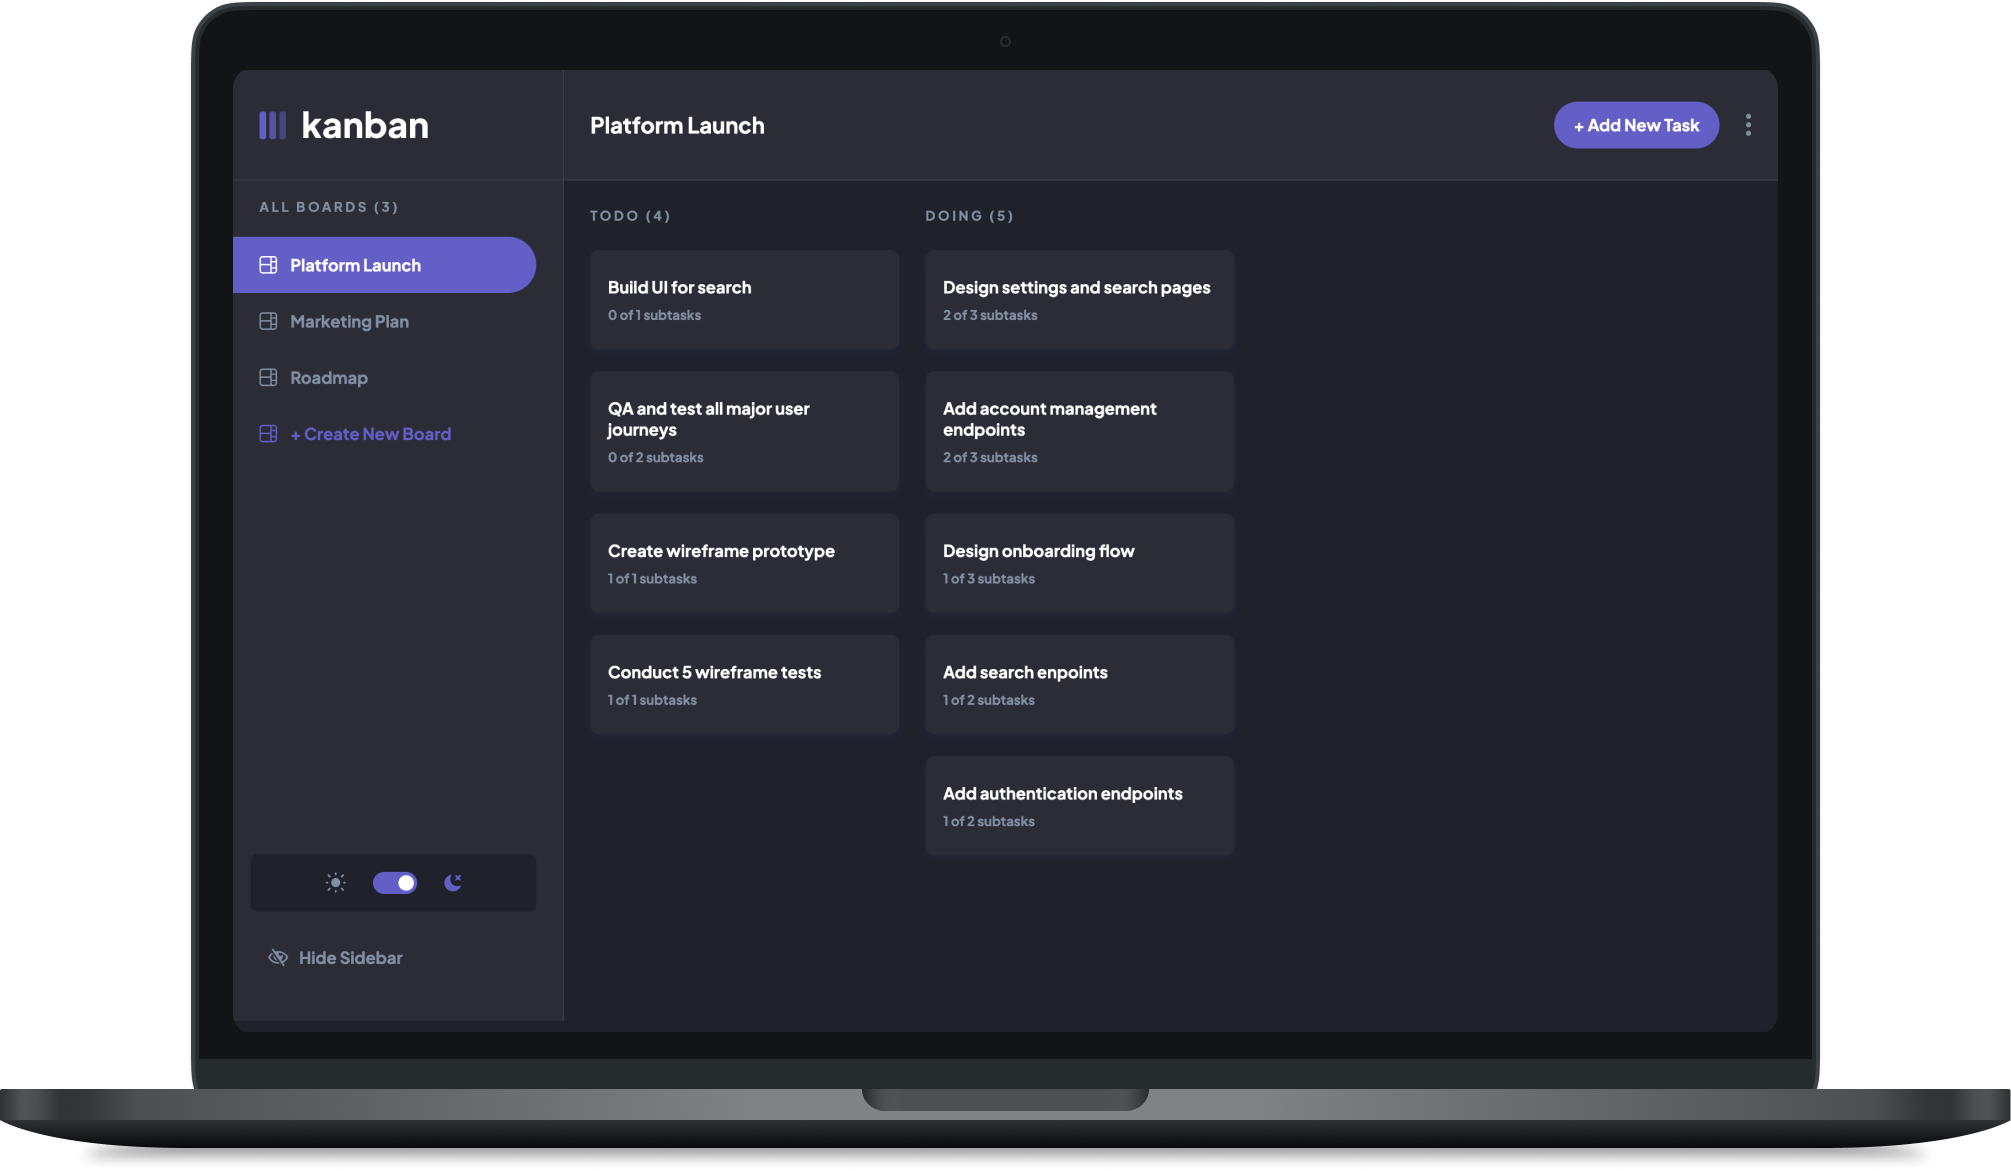 kanban
Platform Launch
+ Add New Task
ALL BOARDS (3)
Platform Launch
Marketing Plan
Roadmap
+ Create New Board
Hide Sidebar
TODO (4)
Build UI for search
0 of 1 subtasks
QA and test all major user
journeys
0 of 2 subtasks
Create wireframe prototype
1 of 1 subtasks
Conduct 5 wireframe tests
1 of 1 subtasks
DOING (5)
Design settings and search pages
2 of 3 subtasks
Add account management
endpoints
2 of 3 subtasks
Design onboarding flow
1 of 3 subtasks
Add search enpoints
1 of 2 subtasks
Add authentication endpoints
1 of 2 subtasks